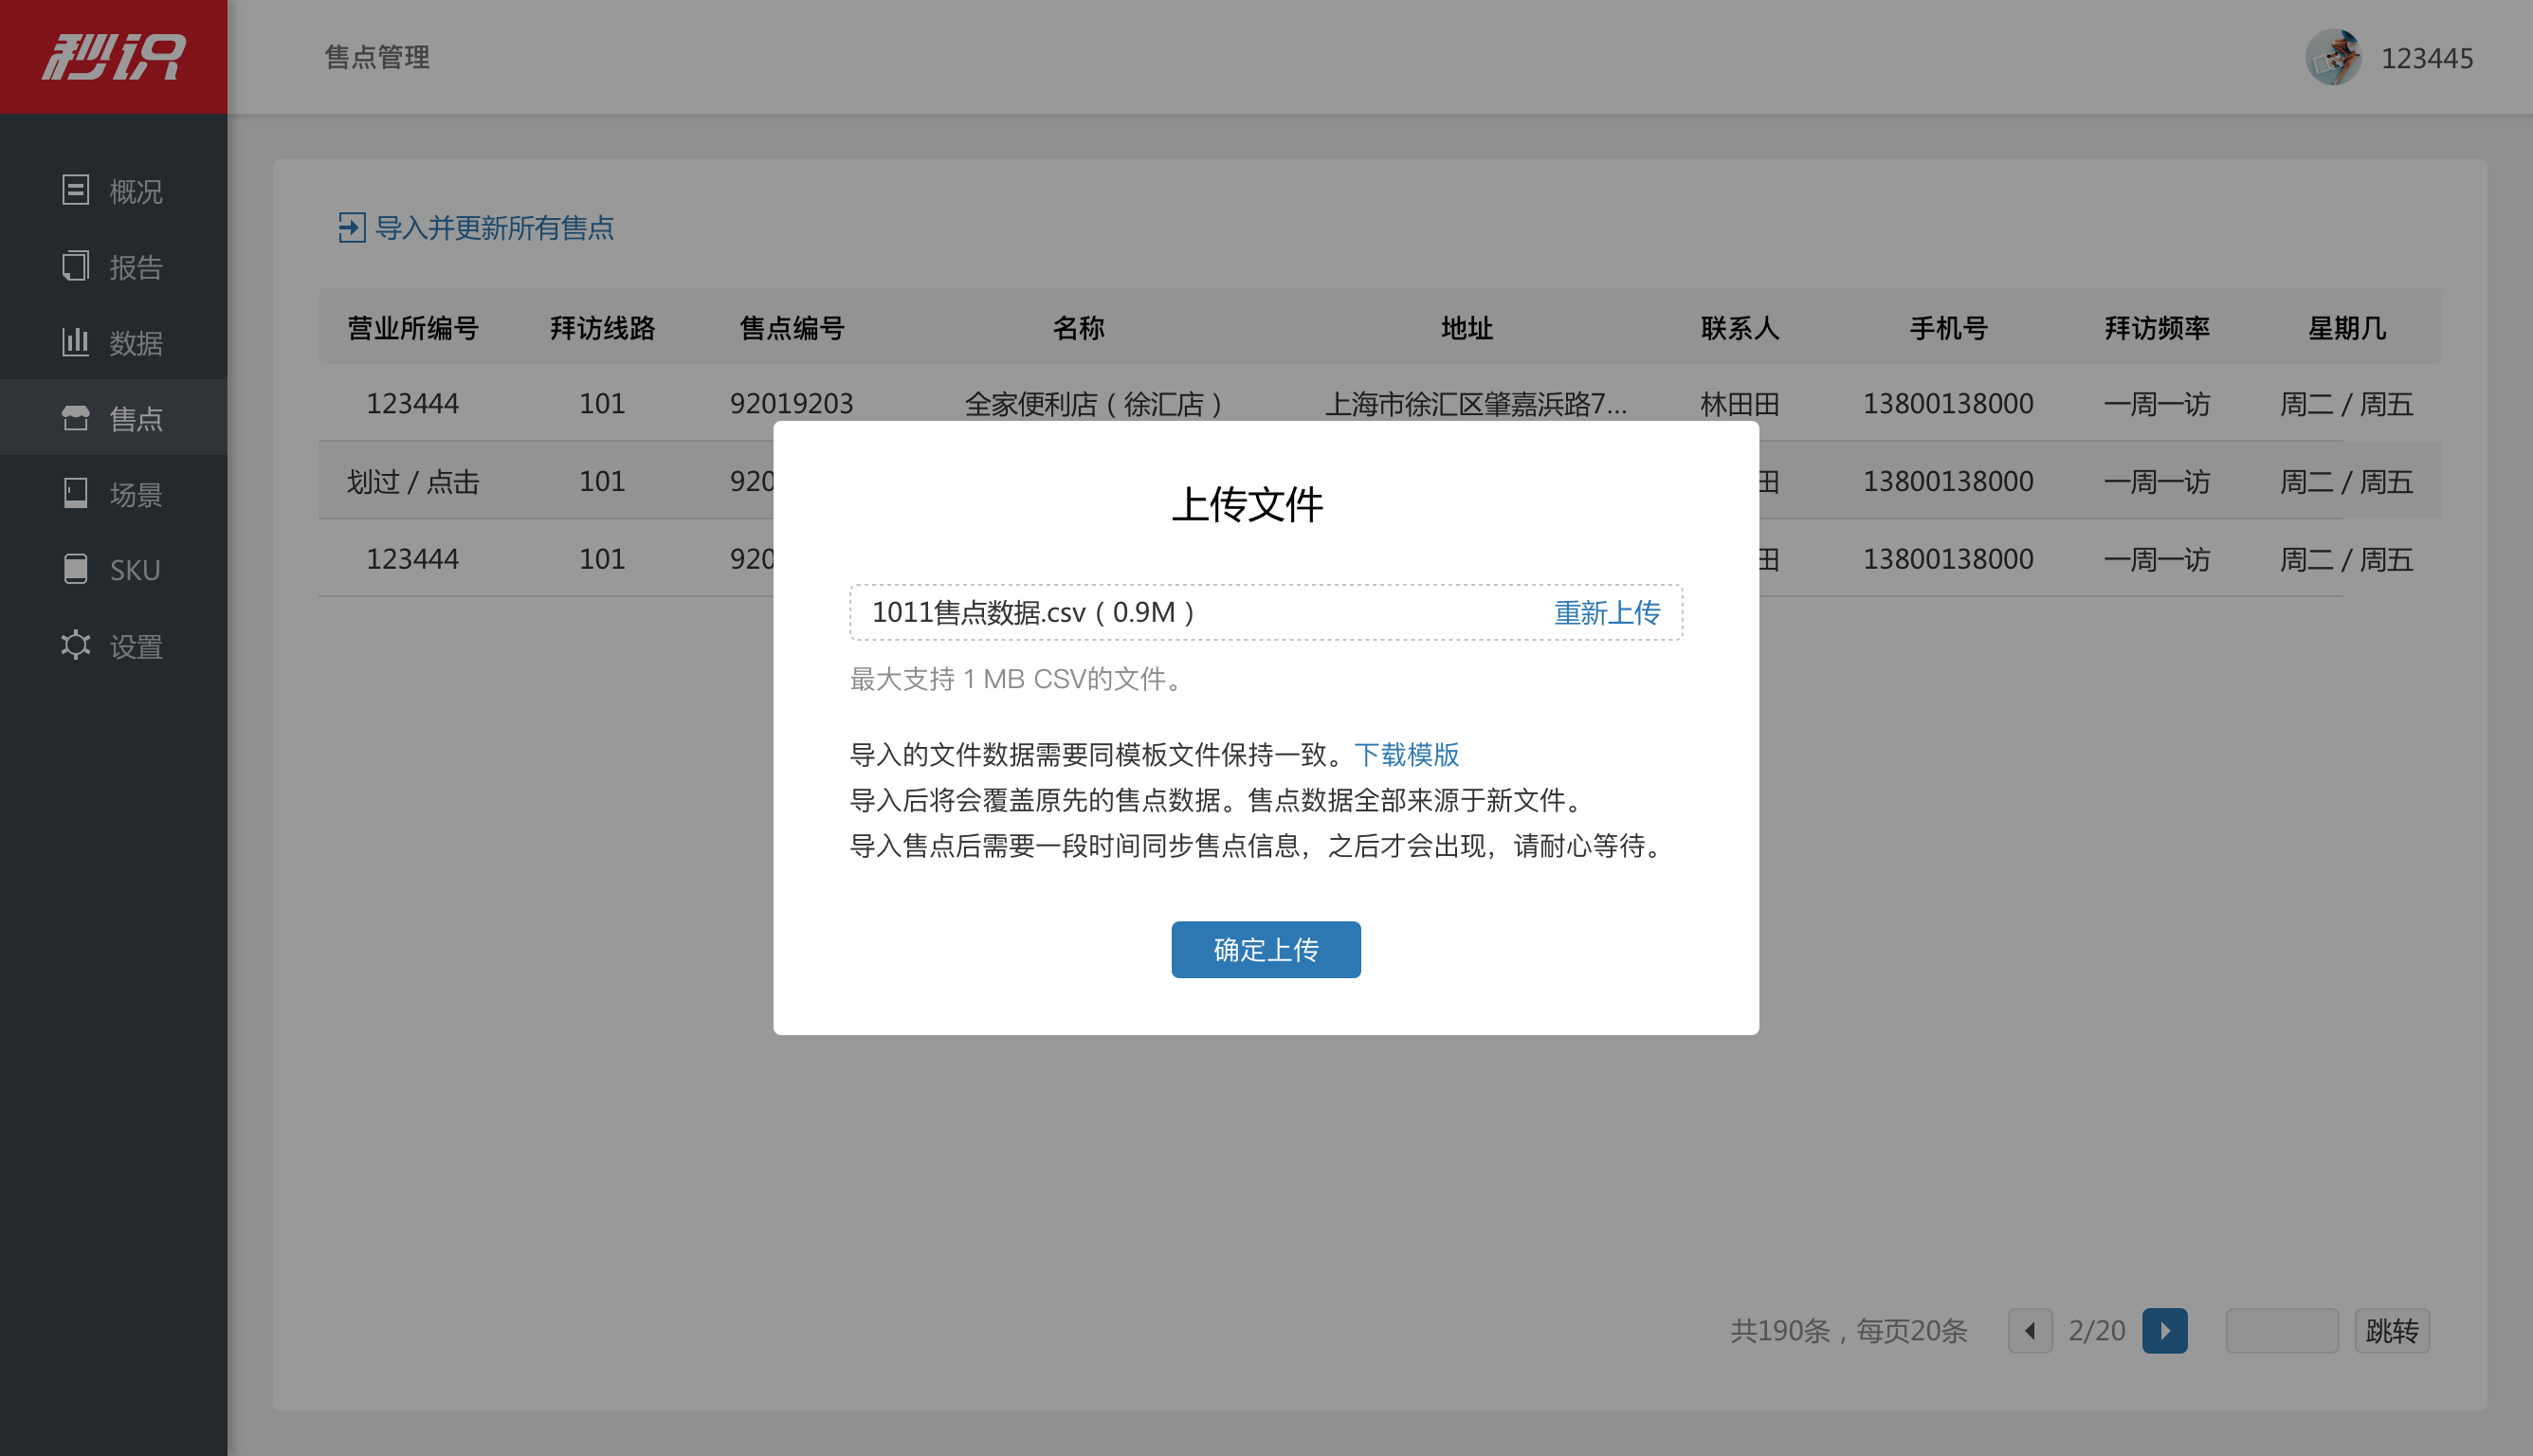 秒识
售点管理
123445
概况
报告
数据
售点
场景
SKU
设置
导入并更新所有售点
营业所编号 拜访线路 售点编号 名称 地址 联系人 手机号 拜访频率 星期几
123444 101 92019203 全家便利店（徐汇店） 上海市徐汇区肇嘉浜路7... 林田田 13800138000 一周一访 周二 / 周五
划过 / 点击 101 920 田 13800138000 一周一访 周二 / 周五
123444 101 920 田 13800138000 一周一访 周二 / 周五
上传文件
1011售点数据.csv（0.9M） 重新上传
最大支持 1 MB CSV的文件。
导入的文件数据需要同模板文件保持一致。下载模版
导入后将会覆盖原先的售点数据。售点数据全部来源于新文件。
导入售点后需要一段时间同步售点信息，之后才会出现，请耐心等待。
确定上传
共190条，每页20条 2/20 跳转